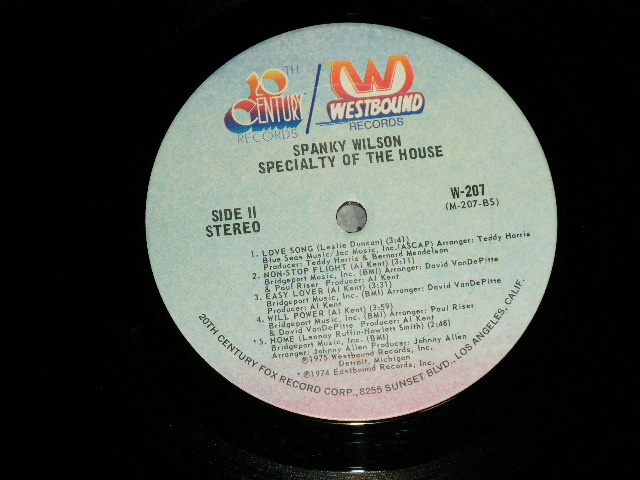 20TH
CENTURY
RECORDS
/
W
WESTBOUND
RECORDS
SPANKY WILSON
SPECIALTY OF THE HOUSE
SIDE II
STEREO
W-207
(M-207-BS)
1. LOVE SONG (Leslie Duncan) (3:41)
Blue Seas Music/Jac Music, Inc.(ASCAP) Arranger: Teddy Harris
Producer: Teddy Harris & Bernard Mendelson
2. NON-STOP FLIGHT (Al Kent) (3:11)
Bridgeport Music, Inc. (BMI) Arranger: David VanDePitte
& Paul Riser Producer: Al Kent
3. EASY LOVER (Al Kent) (3:31)
Bridgeport Music, Inc. (BMI) Arranger: David VanDePitte
Producer: Al Kent
4. WILL POWER (Al Kent) (3:59)
Bridgeport Music, Inc. (BMI) Arranger: Paul Riser
& David VanDePitte Producer: Al Kent
*5. HOME (Lennoy Ruffin-Howlett Smith) (2:48)
Bridgeport Music, Inc. (BMI)
Arranger: Johnny Allen Producer: Johnny Allen
℗1975 Westbound Records, Inc.
Detroit, Michigan
*℗1974 Eastbound Records, Inc.
20TH CENTURY FOX RECORD CORP., 8255 SUNSET BLVD., LOS ANGELES, CALIF.